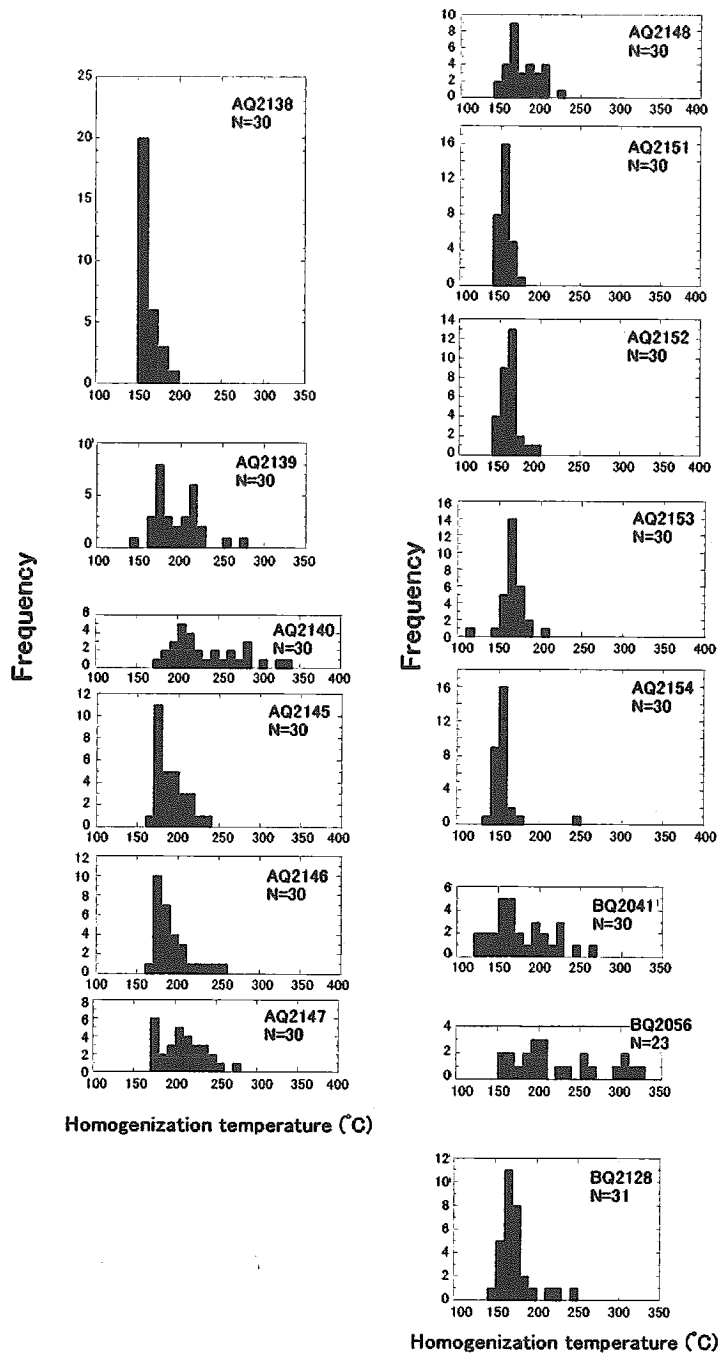 Frequency
25
AQ2138
N=30
20
15
10
5
0
100 150 200 250 300 350
10
AQ2139
N=30
5
0
100 150 200 250 300 350
6
AQ2140
4
N=30
2
0
100 150 200 250 300 350 400
12
AQ2145
10
N=30
8
6
4
2
0
100 150 200 250 300 350 400
12
AQ2146
10
N=30
8
6
4
2
0
100 150 200 250 300 350 400
8
AQ2147
6
N=30
4
2
0
100 150 200 250 300 350 400
Homogenization temperature (°C)
Frequency
10
AQ2148
8
N=30
6
4
2
0
100 150 200 250 300 350 400
16
AQ2151
N=30
12
8
4
0
100 150 200 250 300 350 400
14
AQ2152
12
N=30
10
8
6
4
2
0
100 150 200 250 300 350 400
16
AQ2153
14
N=30
12
10
8
6
4
2
0
100 150 200 250 300 350 400
16
AQ2154
N=30
12
8
4
0
100 150 200 250 300 350 400
6
BQ2041
4
N=30
2
0
100 150 200 250 300 350
4
BQ2056
N=23
2
0
100 150 200 250 300 350
12
BQ2128
10
N=31
8
6
4
2
0
100 150 200 250 300 350
Homogenization temperature (°C)